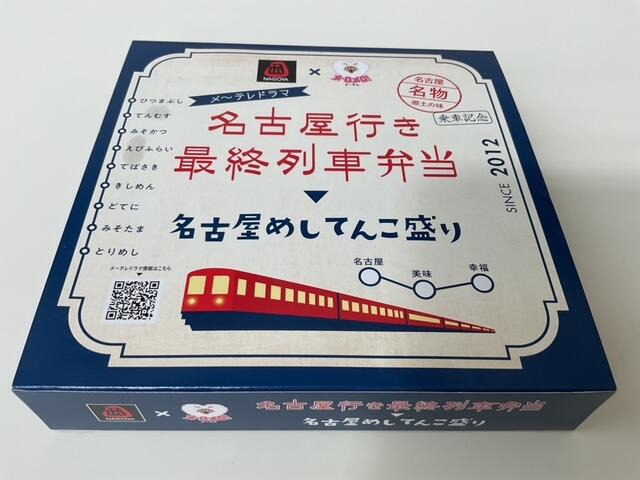 NAGOYA
×
メ〜テレ
メ〜テレドラマ
名古屋行き
最終列車弁当
名古屋めしてんこ盛り
名古屋
名物
郷土の味
乗車記念
SINCE 2012
ひつまぶし
てんむす
みそかつ
えびふらい
てばさき
きしめん
どてに
みそたま
とりめし
メ〜テレドラマ情報はこちら
名古屋
美味
幸福
NAGOYA
×
名古屋行き最終列車弁当
名古屋めしてんこ盛り